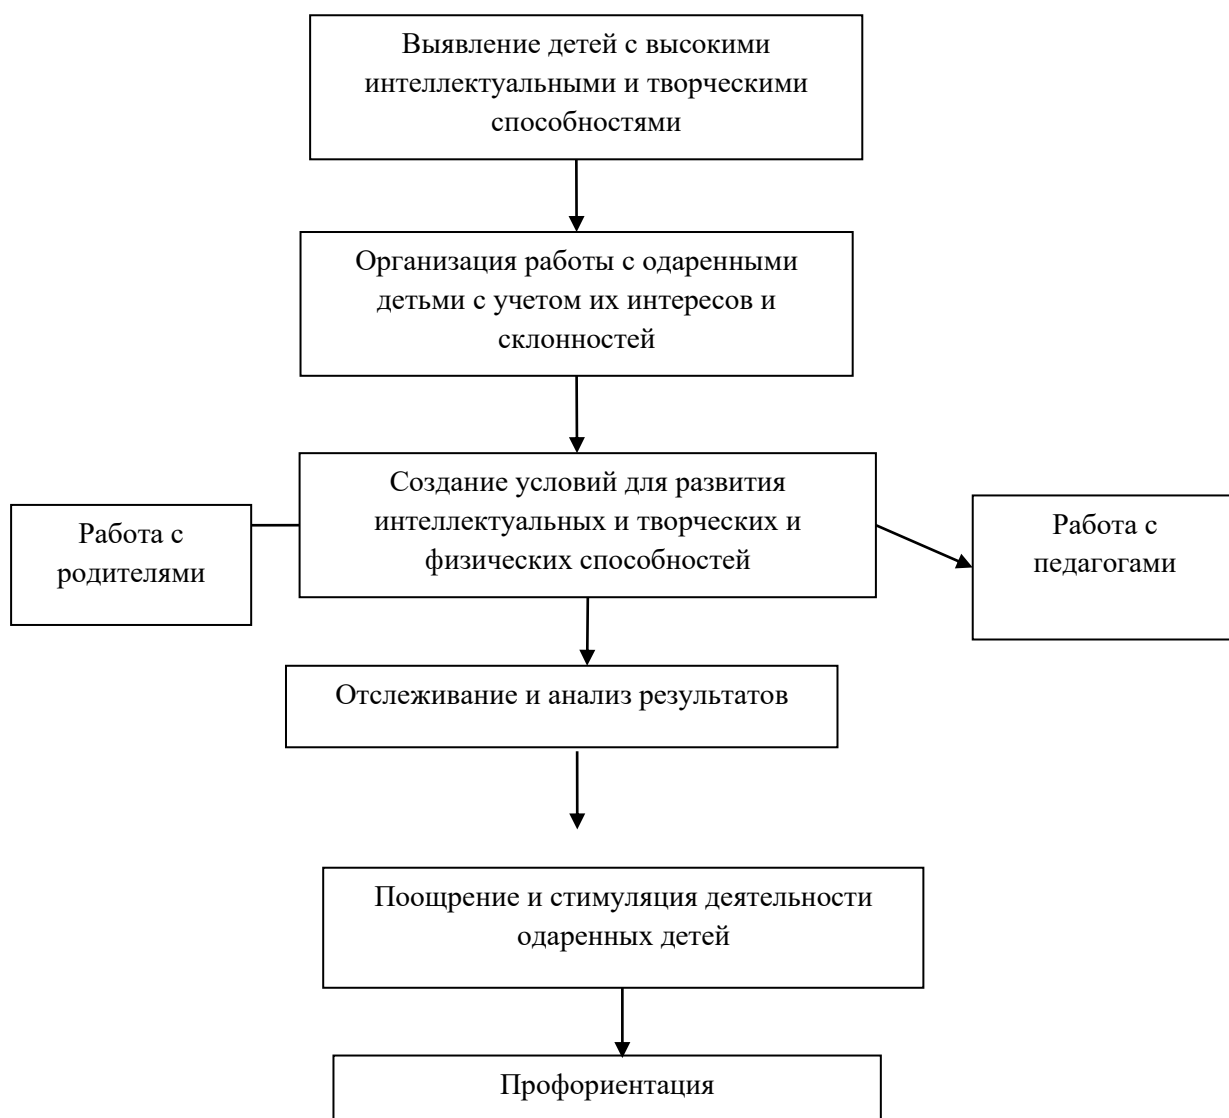 Выявление детей с высокими
интеллектуальными и творческими
способностями
Организация работы с одаренными
детьми с учетом их интересов и
склонностей
Создание условий для развития
интеллектуальных и творческих и
физических способностей
Работа с
родителями
Работа с
педагогами
Отслеживание и анализ результатов
Поощрение и стимуляция деятельности
одаренных детей
Профориентация